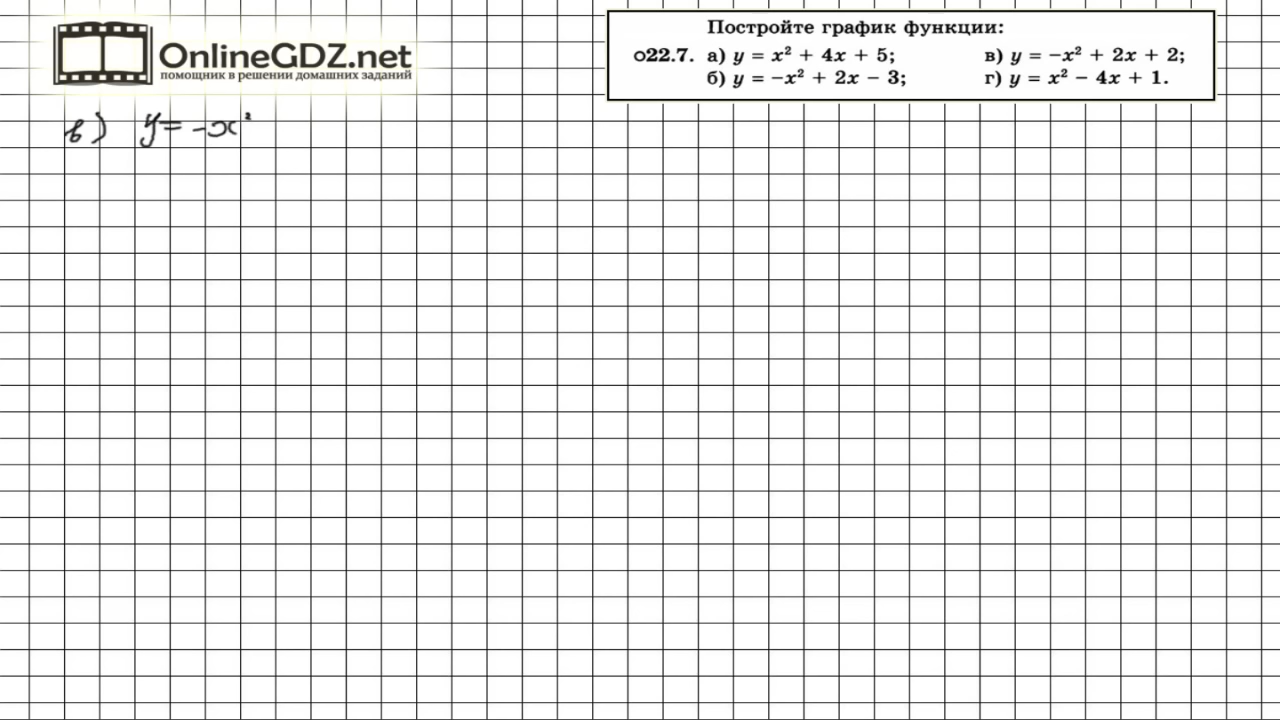 OnlineGDZ.net
помощник в решении домашних заданий
Постройте график функции:
о22.7. а) y = x² + 4x + 5; в) y = −x² + 2x + 2;
б) y = −x² + 2x − 3; г) y = x² − 4x + 1.
в) y = -x²